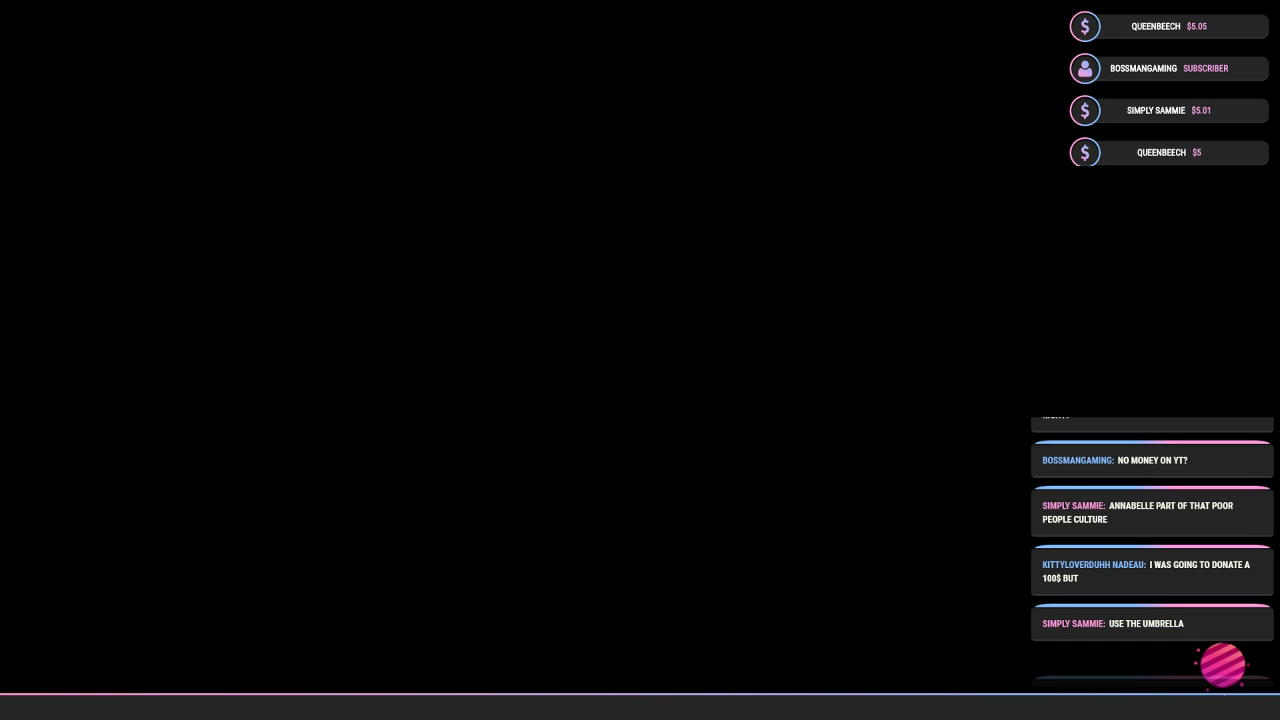 QUEENBEECH $5.05
BOSSMANGAMING SUBSCRIBER
SIMPLY SAMMIE $5.01
QUEENBEECH $5
BOSSMANGAMING: NO MONEY ON YT?
SIMPLY SAMMIE: ANNABELLE PART OF THAT POOR
PEOPLE CULTURE
KITTYLOVERDUHH NADEAU: I WAS GOING TO DONATE A
100$ BUT
SIMPLY SAMMIE: USE THE UMBRELLA